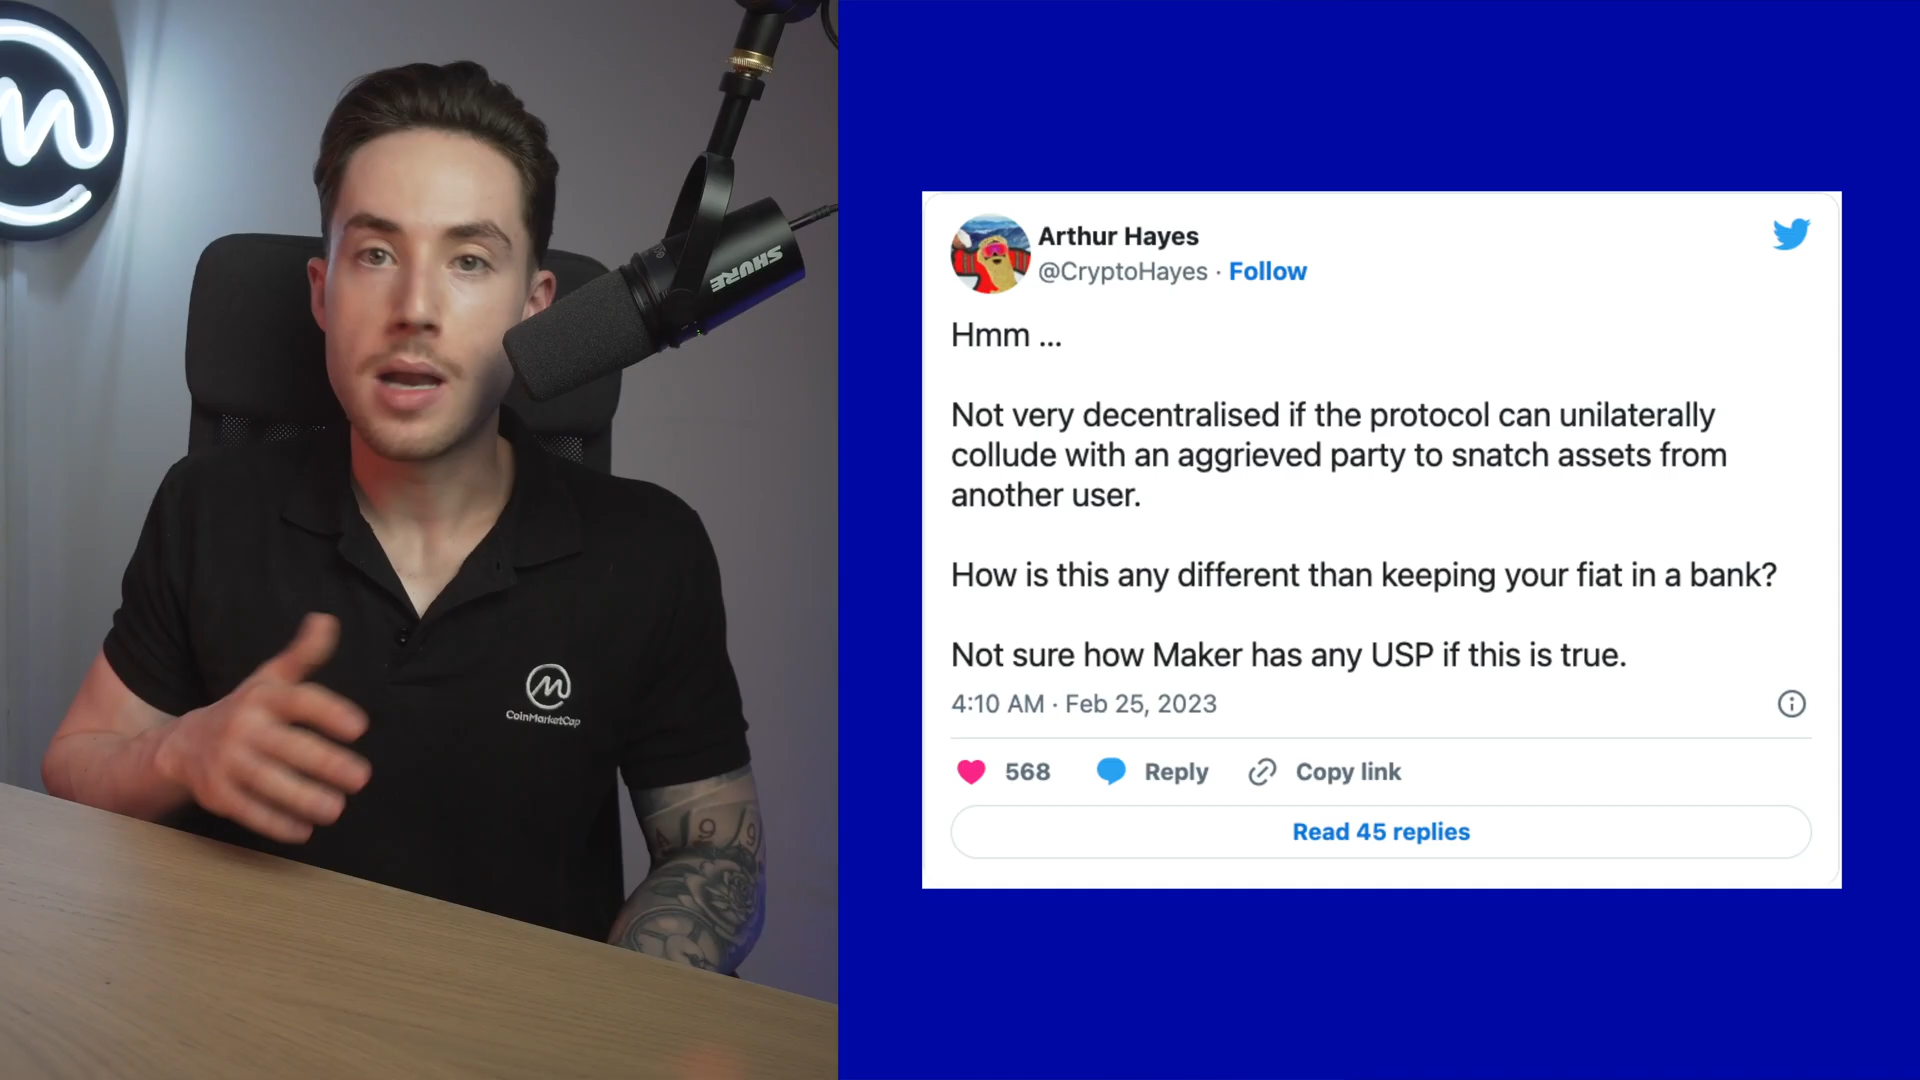 SHURE
CoinMarketCap
A 9 9
Arthur Hayes
@CryptoHayes · Follow
Hmm ...
Not very decentralised if the protocol can unilaterally
collude with an aggrieved party to snatch assets from
another user.
How is this any different than keeping your fiat in a bank?
Not sure how Maker has any USP if this is true.
4:10 AM · Feb 25, 2023
568 Reply Copy link
Read 45 replies